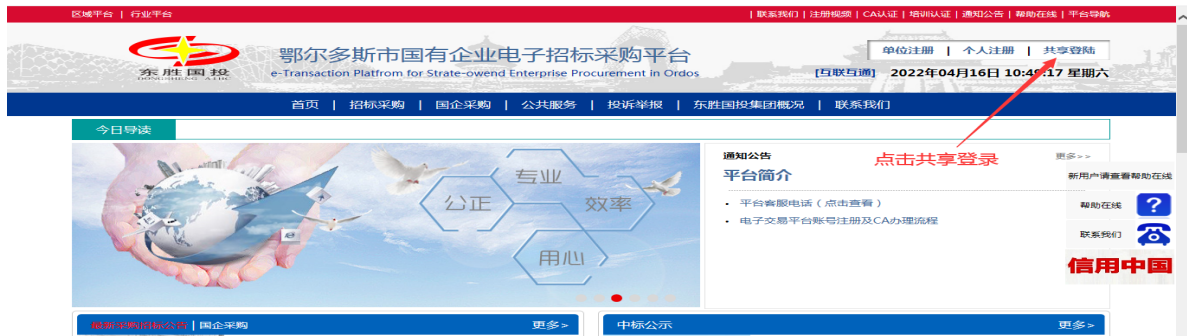 区域平台 | 行业平台
| 联系我们 | 注册视频 | CA认证 | 培训认证 | 通知公告 | 帮助在线 | 平台导航
东胜国投
DONGSHENG ATHC
鄂尔多斯市国有企业电子招标采购平台
e-Transaction Platfrom for Strate-owend Enterprise Procurement in Ordos
单位注册 | 个人注册 | 共享登陆
[互联互通] 2022年04月16日 10:49:17 星期六
首页 | 招标采购 | 国企采购 | 公共服务 | 投诉举报 | 东胜国投集团概况 | 联系我们
今日导读
点击共享登录
专业
公正
效率
用心
通知公告
更多>>
平台简介
· 平台客服电话（点击查看）
· 电子交易平台账号注册及CA办理流程
新用户请查看帮助在线
帮助在线
联系我们
信用中国
最新采购招标公告 | 国企采购
更多>
中标公示
更多>